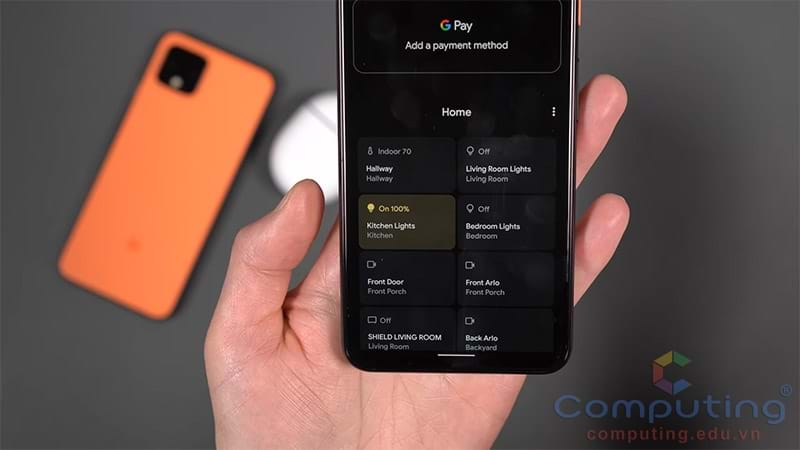 G Pay
Add a payment method
Home
Indoor 70
Hallway
Hallway
Off
Living Room Lights
Living Room
On 100%
Kitchen Lights
Kitchen
Off
Bedroom Lights
Bedroom
Front Door
Front Porch
Front Arlo
Front Porch
Off
SHIELD LIVING ROOM
Living Room
Back Arlo
Backyard
Computing®
computing.edu.vn